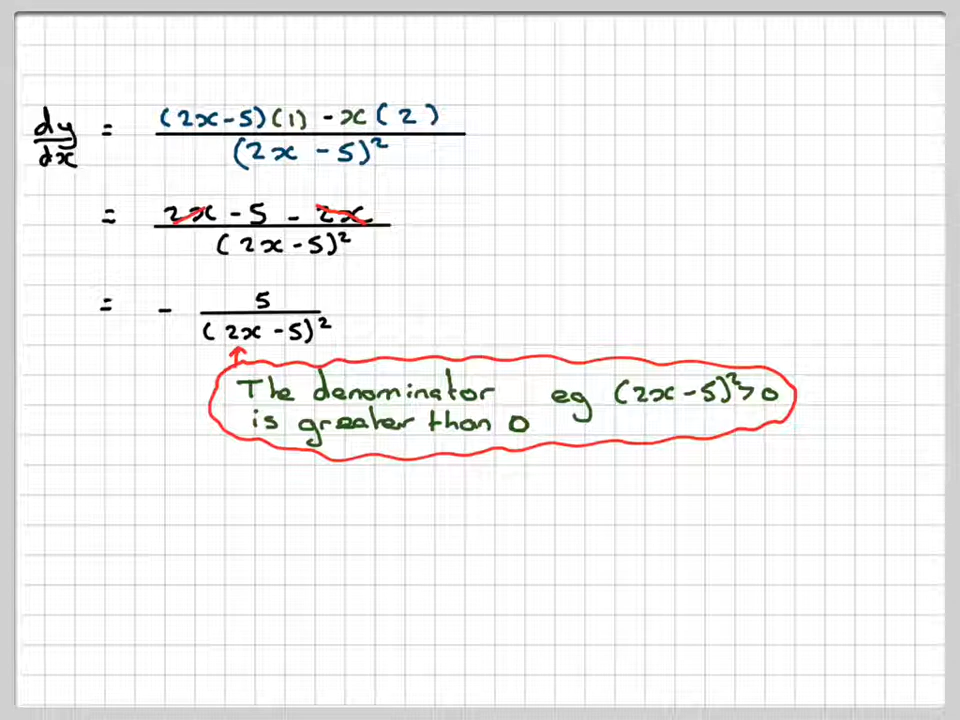 dy/dx = ((2x-5)(1) - x(2))/(2x-5)²
= (2x - 5 - 2x)/(2x-5)²
= - 5/(2x-5)²
The denominator eg (2x-5)²>0
is greater than 0